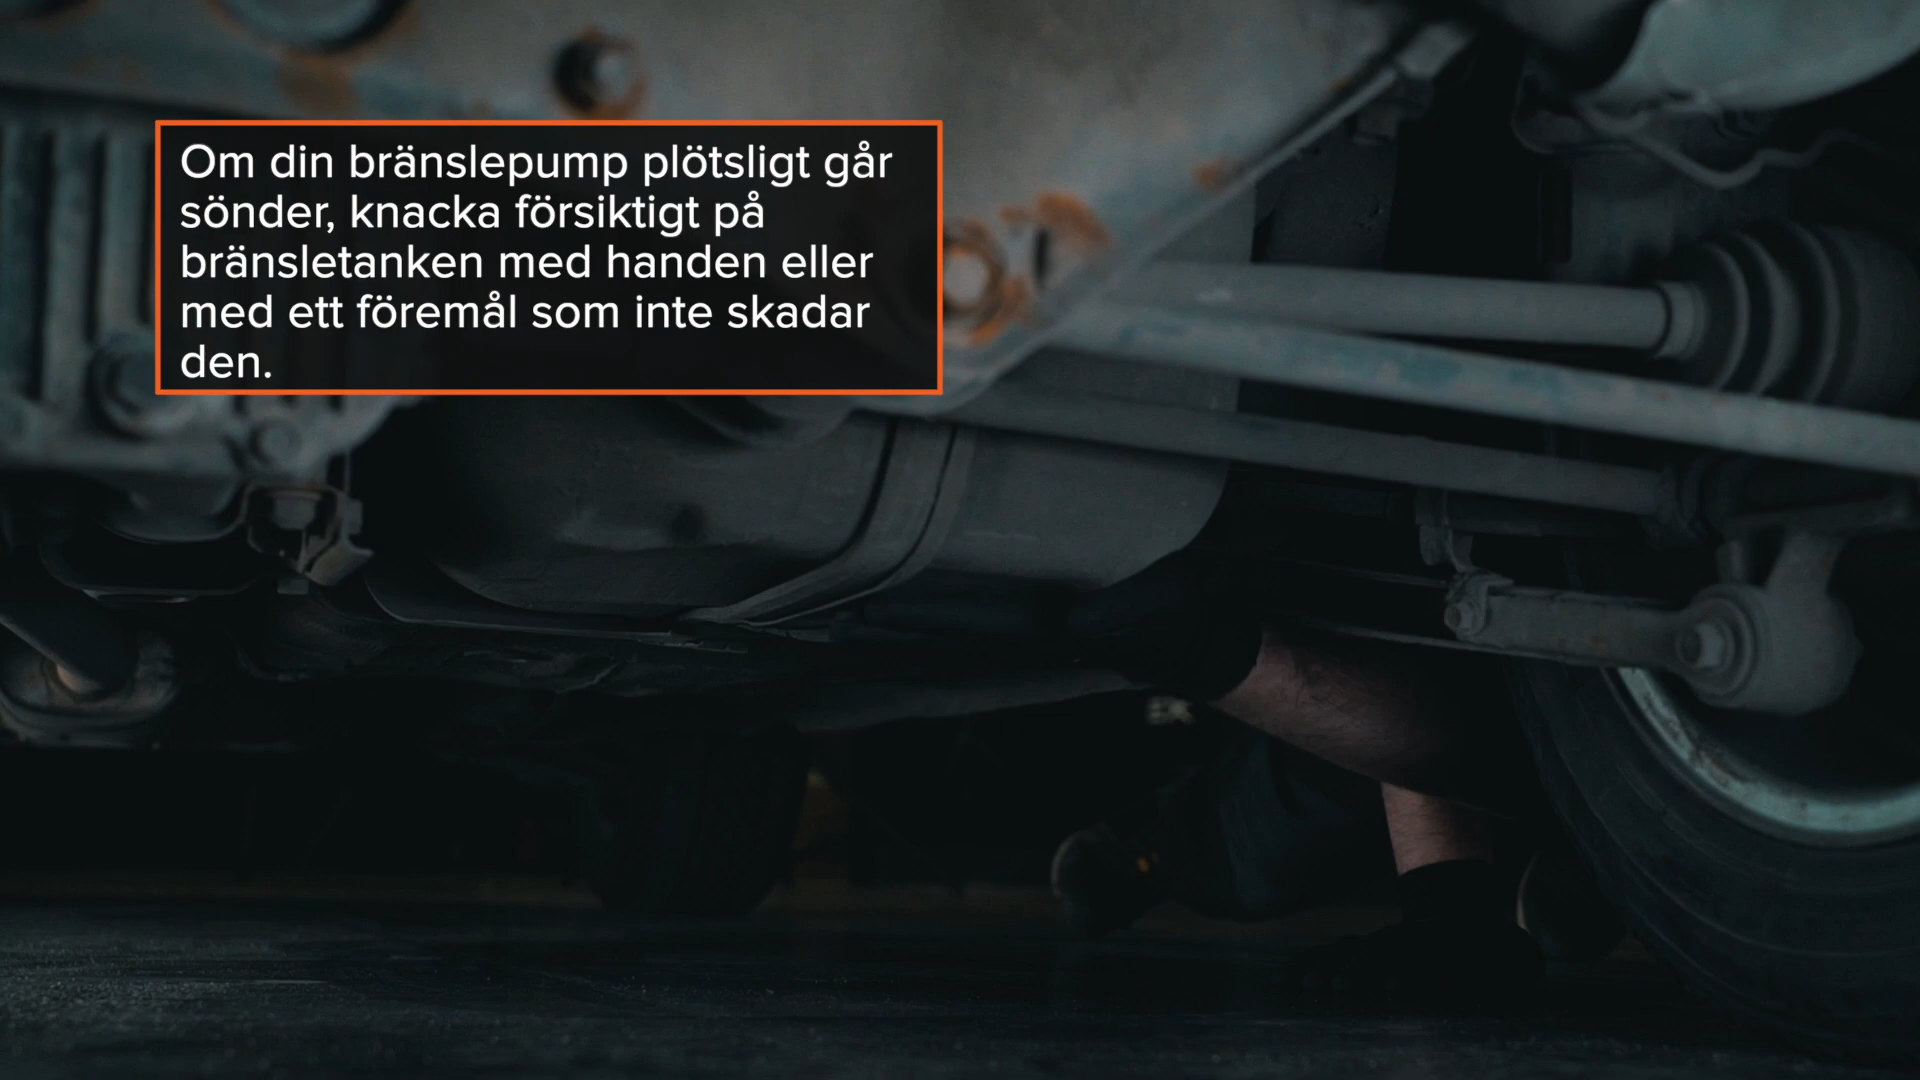 Om din bränslepump plötsligt går
sönder, knacka försiktigt på
bränsletanken med handen eller
med ett föremål som inte skadar
den.